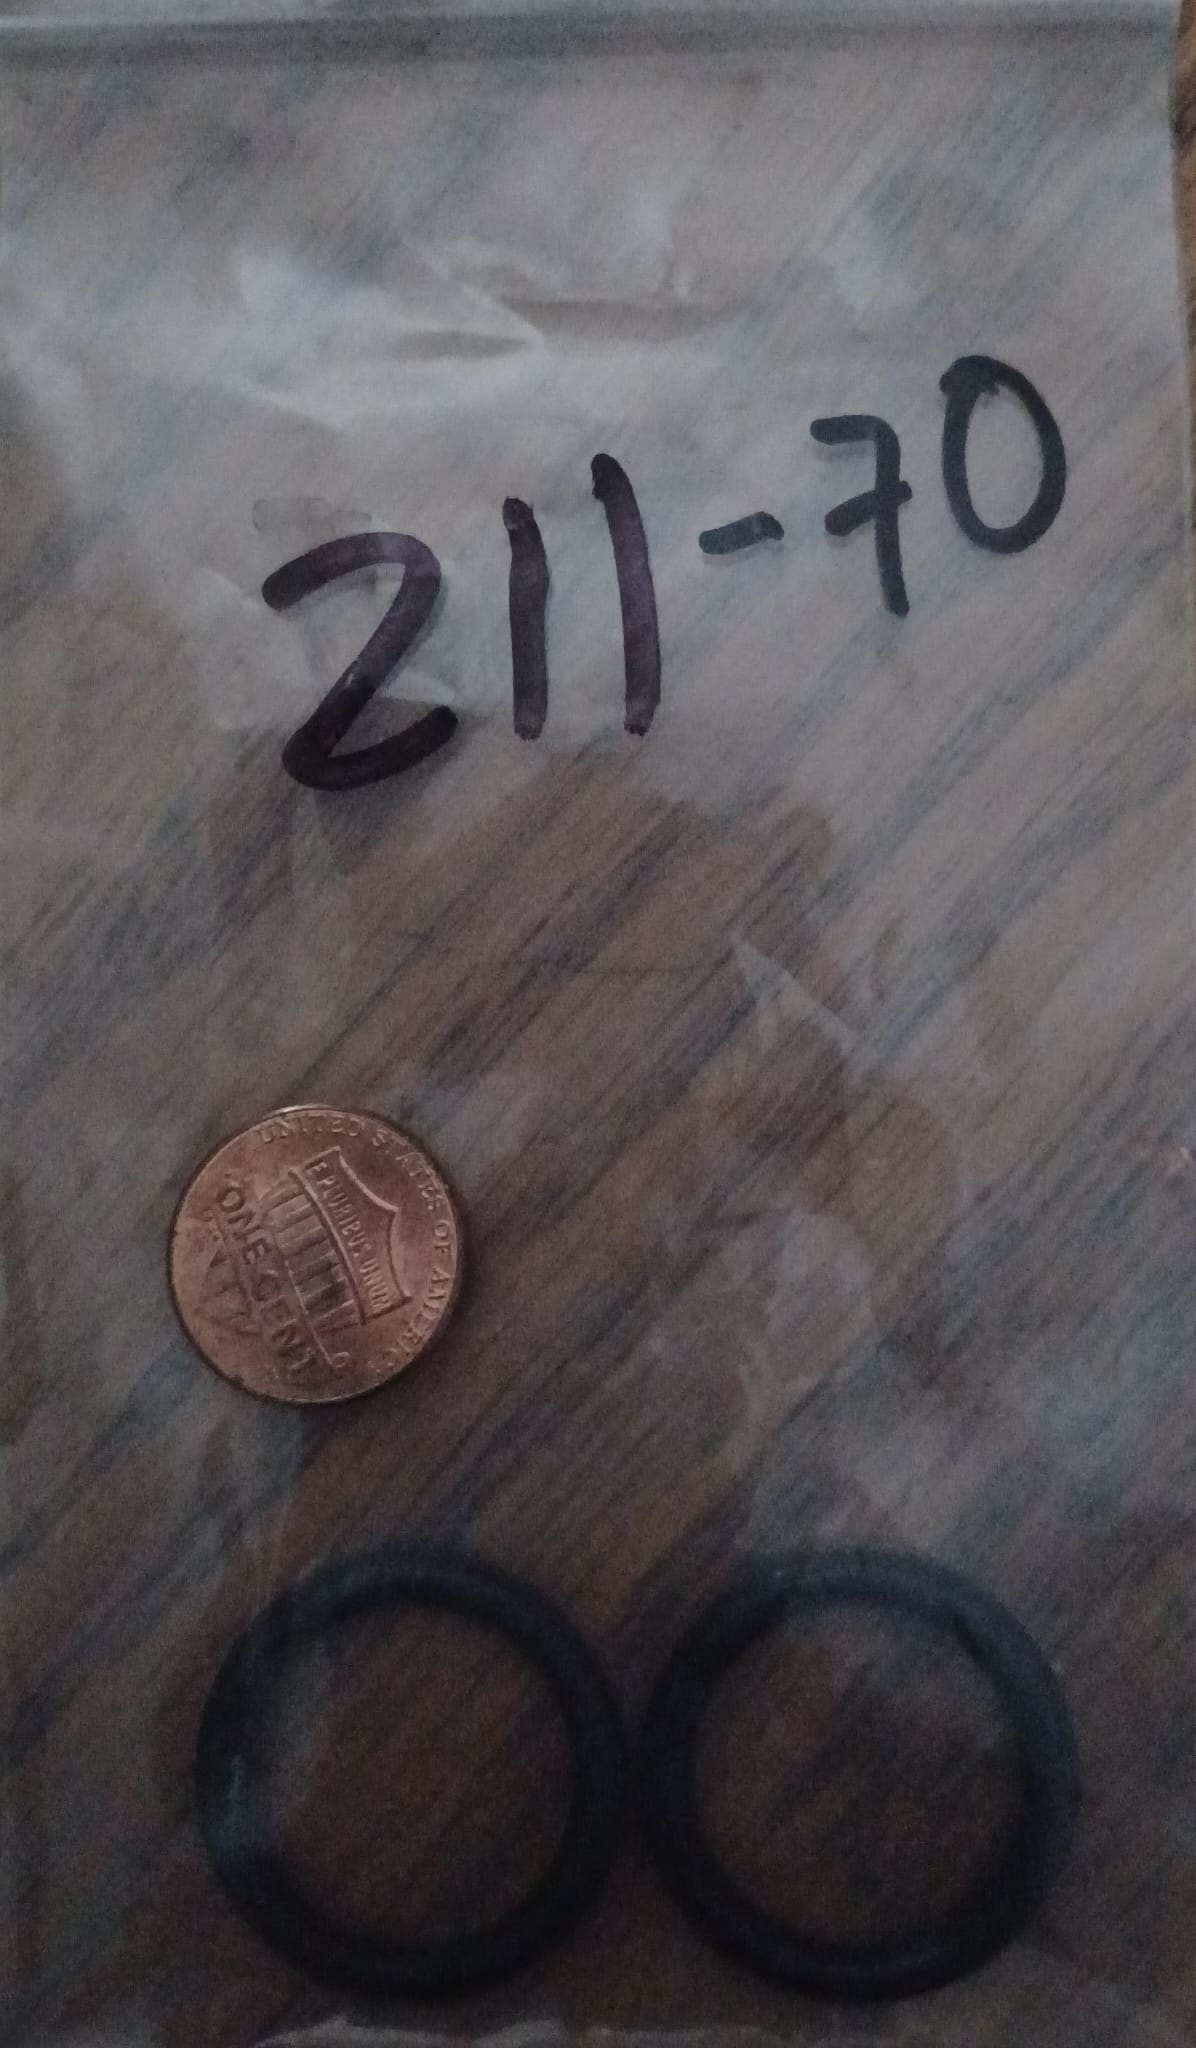 211-70
UNITED STATES OF AMERICA
E PLURIBUS UNUM
ONE CENT